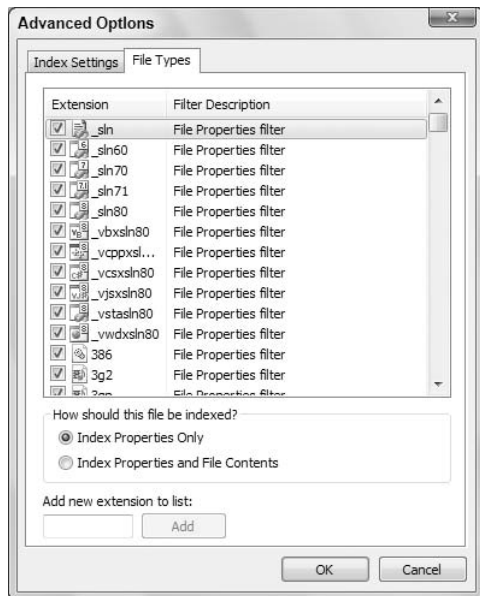 Advanced Options
Index Settings File Types
Extension Filter Description
_sln File Properties filter
_sln60 File Properties filter
_sln70 File Properties filter
_sln71 File Properties filter
_sln80 File Properties filter
_vbxsln80 File Properties filter
_vcppxsl... File Properties filter
_vcsxsln80 File Properties filter
_vjsxsln80 File Properties filter
_vstasln80 File Properties filter
_vwdxsln80 File Properties filter
386 File Properties filter
3g2 File Properties filter
3gp File Properties filter
How should this file be indexed?
Index Properties Only
Index Properties and File Contents
Add new extension to list:
Add
OK Cancel